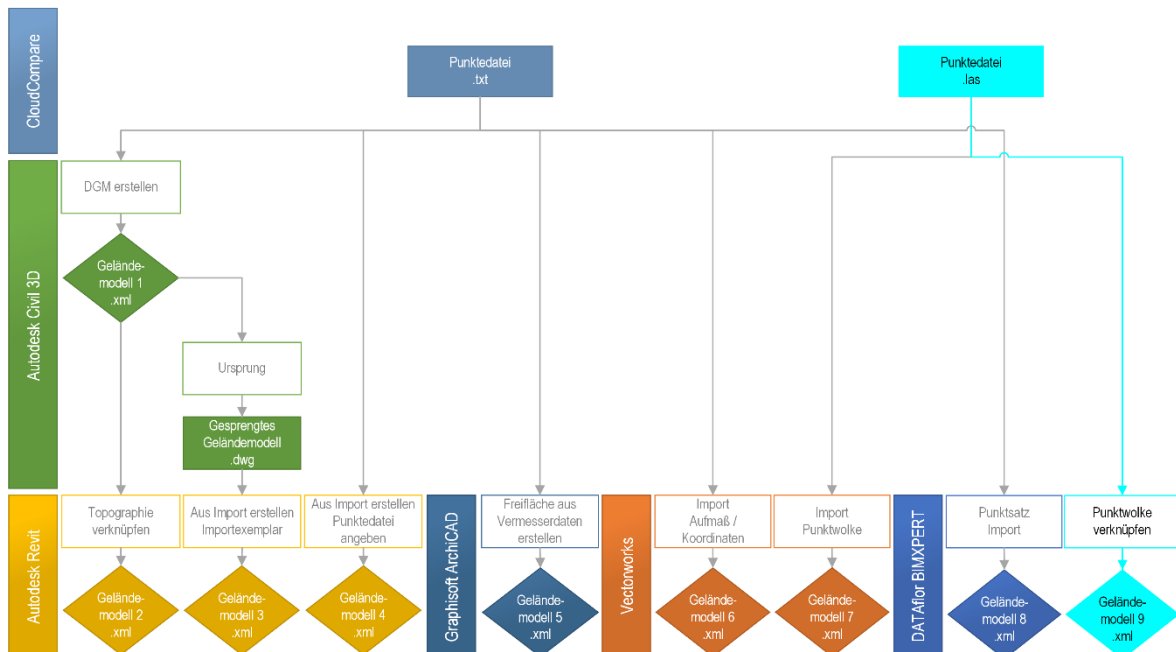 CloudCompare
Punktedatei
.txt
Punktedatei
.las
Autodesk Civil 3D
DGM erstellen
Gelände-
modell 1
.xml
Ursprung
Gesprengtes
Geländemodell
.dwg
Autodesk Revit
Topographie
verknüpfen
Aus Import erstellen
Importexemplar
Aus Import erstellen
Punktedatei
angeben
Graphisoft ArchiCAD
Freifläche aus
Vermesserdaten
erstellen
Vectorworks
Import
Aufmaß /
Koordinaten
Import
Punktwolke
DATAflor BIMXPERT
Punktsatz
Import
Punktwolke
verknüpfen
Gelände-
modell 2
.xml
Gelände-
modell 3
.xml
Gelände-
modell 4
.xml
Gelände-
modell 5
.xml
Gelände-
modell 6
.xml
Gelände-
modell 7
.xml
Gelände-
modell 8
.xml
Gelände-
modell 9
.xml